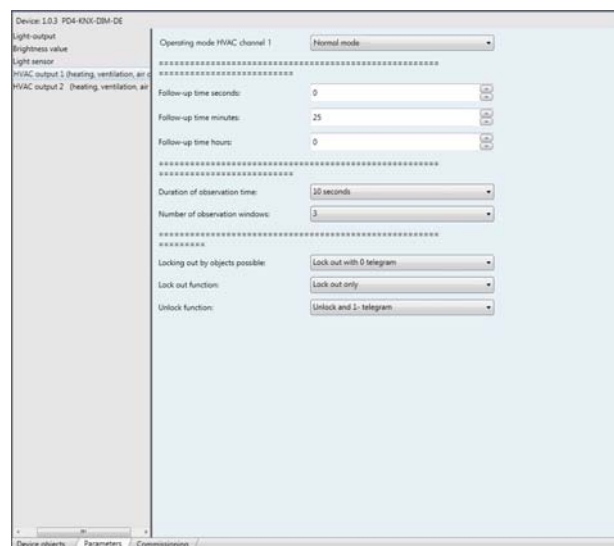 Device: 1.0.3 PD4-KNX-DIM-DE
Light-output
Brightness value
Light sensor
HVAC output 1 (heating, ventilation, air c
HVAC output 2 (heating, ventilation, air
Operating mode HVAC channel 1 Normal mode
Follow-up time seconds: 0
Follow-up time minutes: 25
Follow-up time hours: 0
Duration of observation time: 10 seconds
Number of observation windows: 3
Locking out by objects possible: Lock out with 0 telegram
Lock out function: Lock out only
Unlock function: Unlock and 1- telegram
Device objects Parameters Commissioning